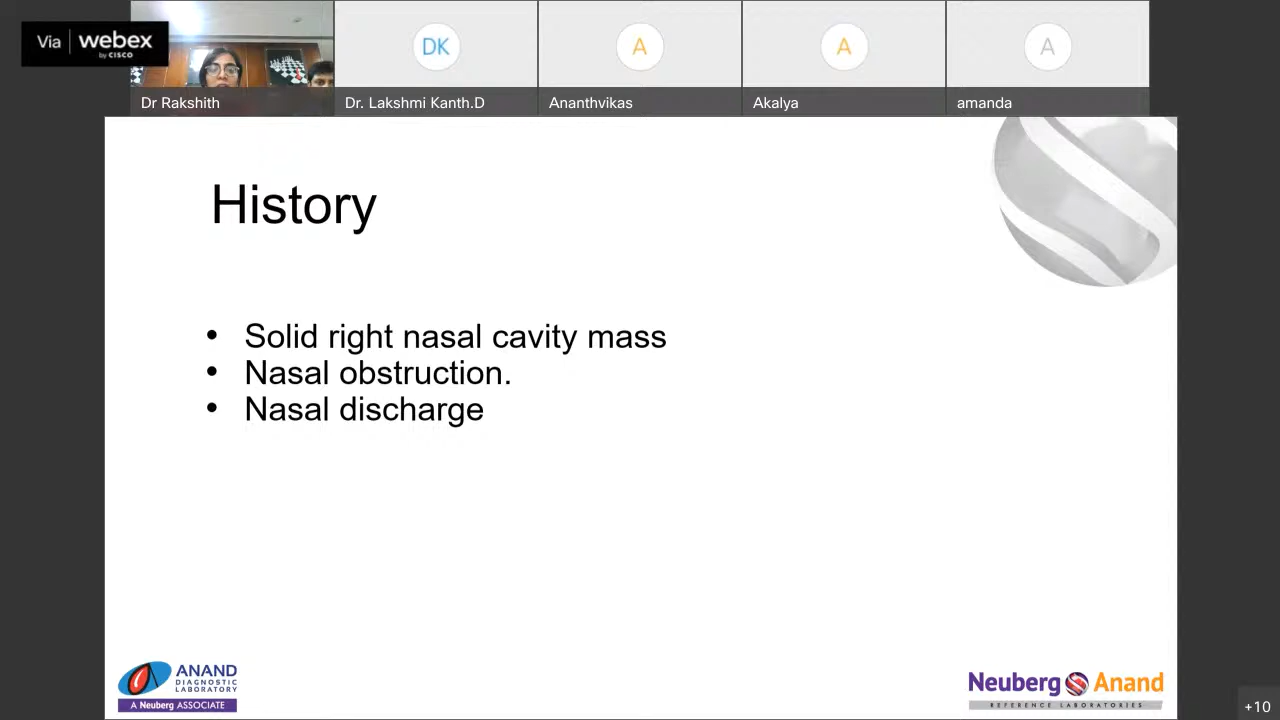 Via webex
by CISCO
DK
A
A
A
Dr Rakshith
Dr. Lakshmi Kanth.D
Ananthvikas
Akalya
amanda
History
• Solid right nasal cavity mass
• Nasal obstruction.
• Nasal discharge
ANAND
DIAGNOSTIC
LABORATORY
A Neuberg ASSOCIATE
Neuberg Anand
REFERENCE LABORATORIES
+10